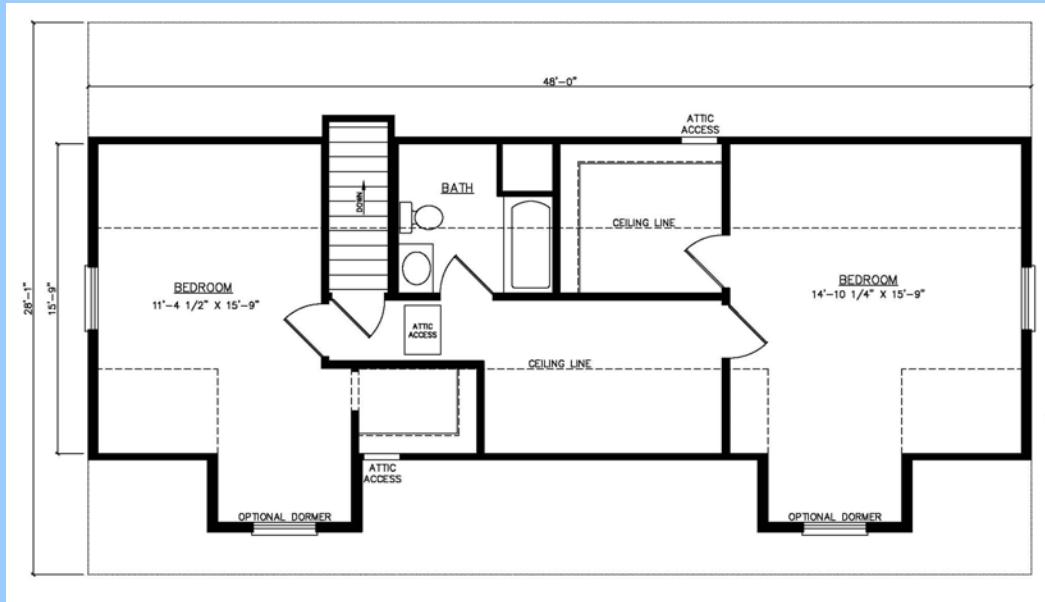 48'-0"
ATTIC
ACCESS
BATH
DOWN
CEILING LINE
28'-1"
15'-9"
BEDROOM
11'-4 1/2" X 15'-9"
BEDROOM
14'-10 1/4" X 15'-9"
ATTIC
ACCESS
CEILING LINE
ATTIC
ACCESS
OPTIONAL DORMER
OPTIONAL DORMER